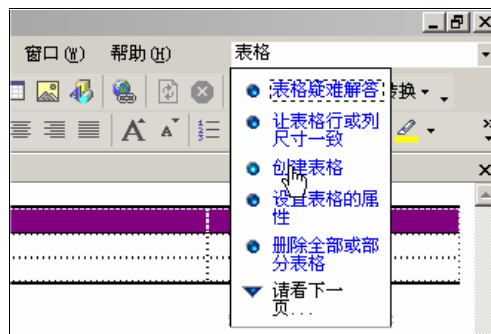 窗口(W) 帮助(H) 表格
表格疑难解答
换
让表格行或列
尺寸一致
创建表格
设置表格的属
性
删除全部或部
分表格
请看下一
页...